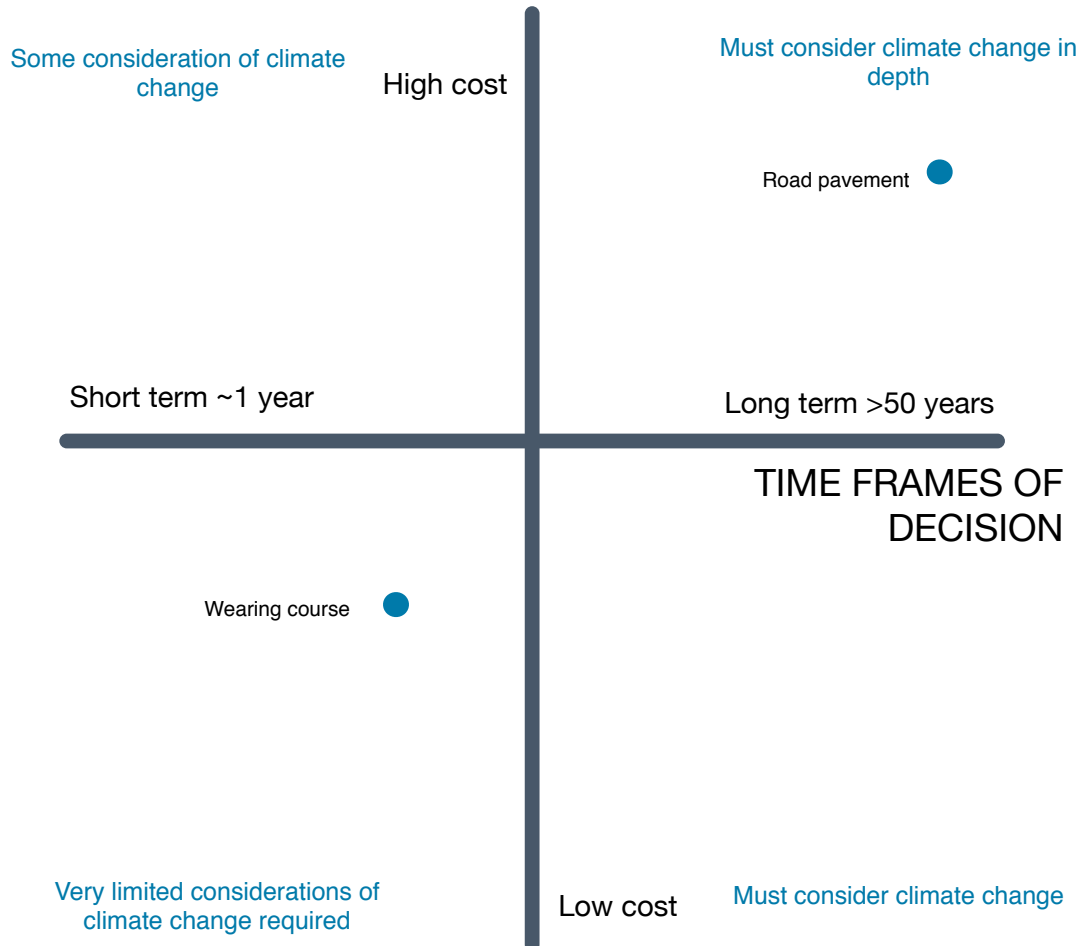 Some consideration of climate
change
High cost
Must consider climate change in
depth
Road pavement
Short term ~1 year
Long term >50 years
TIME FRAMES OF
DECISION
Wearing course
Very limited considerations of
climate change required
Low cost
Must consider climate change